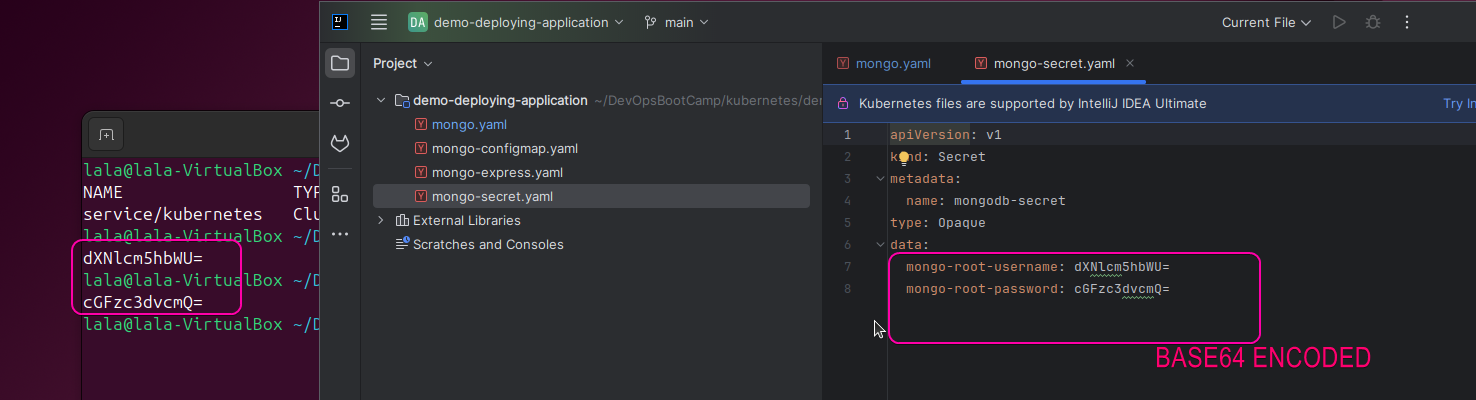 DA demo-deploying-application main Current File
Project
demo-deploying-application ~/DevOpsBootCamp/kubernetes/der
mongo.yaml
mongo-configmap.yaml
mongo-express.yaml
mongo-secret.yaml
External Libraries
Scratches and Consoles
lala@lala-VirtualBox ~/D
NAME TYP
service/kubernetes Clu
lala@lala-VirtualBox ~/D
dXNlcm5hbWU=
lala@lala-VirtualBox ~/D
cGFzc3dvcmQ=
lala@lala-VirtualBox ~/D
mongo.yaml mongo-secret.yaml
Kubernetes files are supported by IntelliJ IDEA Ultimate Try In
1 apiVersion: v1
2 kind: Secret
3 metadata:
4 name: mongodb-secret
5 type: Opaque
6 data:
7 mongo-root-username: dXNlcm5hbWU=
8 mongo-root-password: cGFzc3dvcmQ=
BASE64 ENCODED